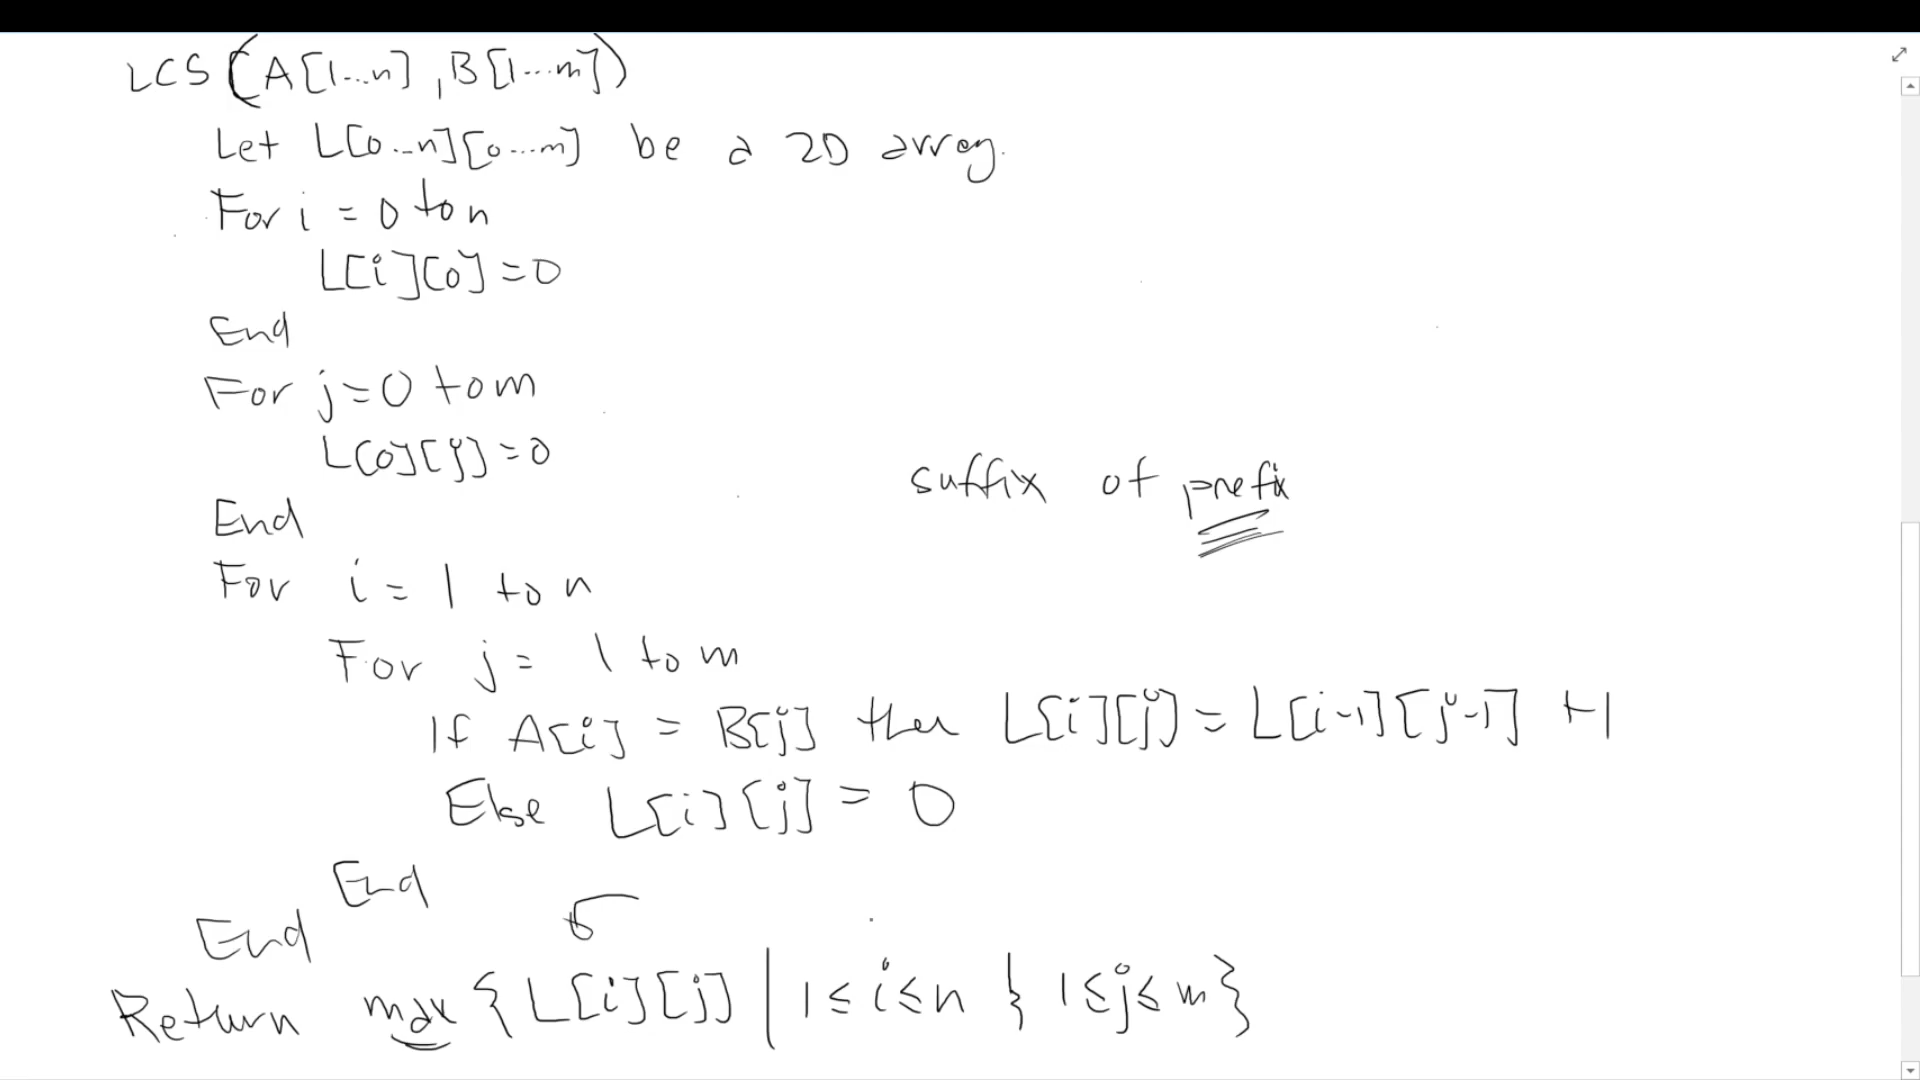 LCS (A[1...n], B[1...m])
Let L[0...n][0...m] be a 2D array.
For i = 0 to n
L[i][0] = 0
End
For j = 0 to m
L[0][j] = 0
suffix of prefix
End
For i = 1 to n
For j = 1 to m
If A[i] = B[j] then L[i][j] = L[i-1][j-1] +1
Else L[i][j] = 0
End
End
Return max { L[i][j] | 1 ≤ i ≤ n & 1 ≤ j ≤ m }